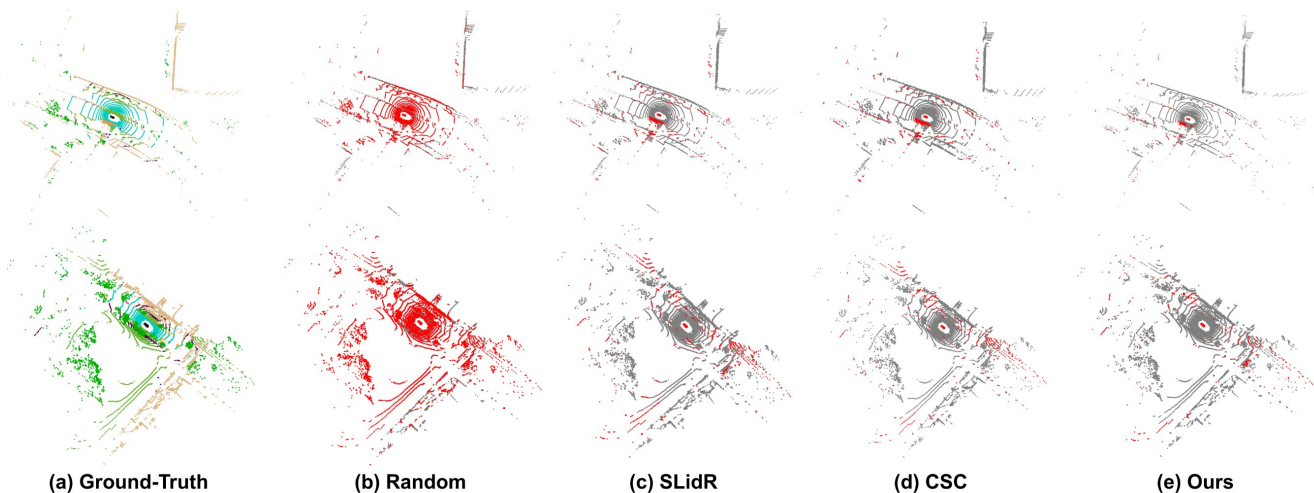 (a) Ground-Truth
(b) Random
(c) SLidR
(d) CSC
(e) Ours